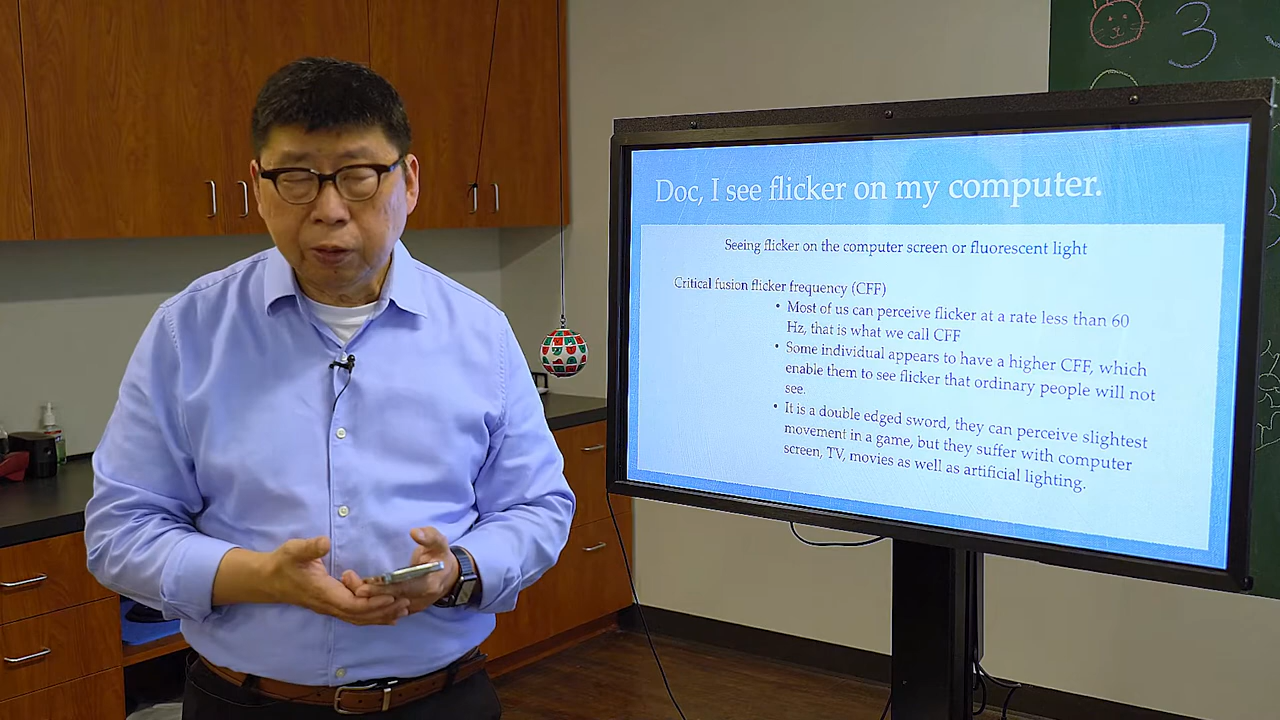 3
Doc, I see flicker on my computer.
Seeing flicker on the computer screen or fluorescent light
Critical fusion flicker frequency (CFF)
• Most of us can perceive flicker at a rate less than 60
Hz, that is what we call CFF
• Some individual appears to have a higher CFF, which
enable them to see flicker that ordinary people will not
see.
• It is a double edged sword, they can perceive slightest
movement in a game, but they suffer with computer
screen, TV, movies as well as artificial lighting.